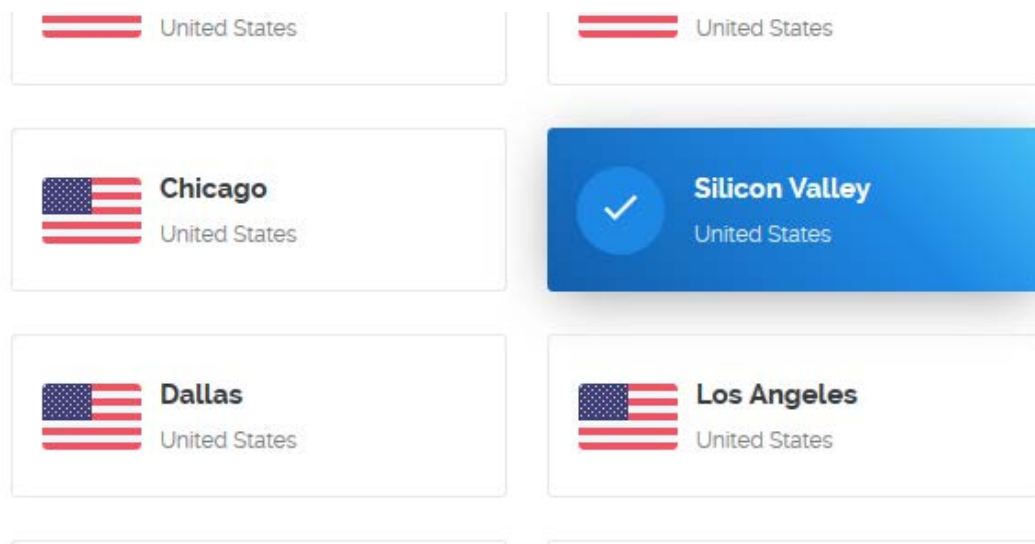 United States
United States
Chicago
United States
Silicon Valley
United States
Dallas
United States
Los Angeles
United States